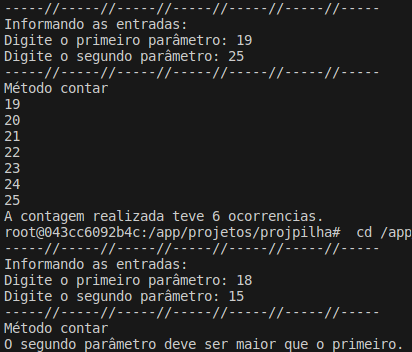 -----//-----//-----//-----//-----//-----//-----
Informando as entradas:
Digite o primeiro parâmetro: 19
Digite o segundo parâmetro: 25
-----//-----//-----//-----//-----//-----//-----
Método contar
19
20
21
22
23
24
25
A contagem realizada teve 6 ocorrencias.
root@043cc6092b4c:/app/projetos/projpilha#  cd /app
-----//-----//-----//-----//-----//-----//-----
Informando as entradas:
Digite o primeiro parâmetro: 18
Digite o segundo parâmetro: 15
-----//-----//-----//-----//-----//-----//-----
Método contar
O segundo parâmetro deve ser maior que o primeiro.